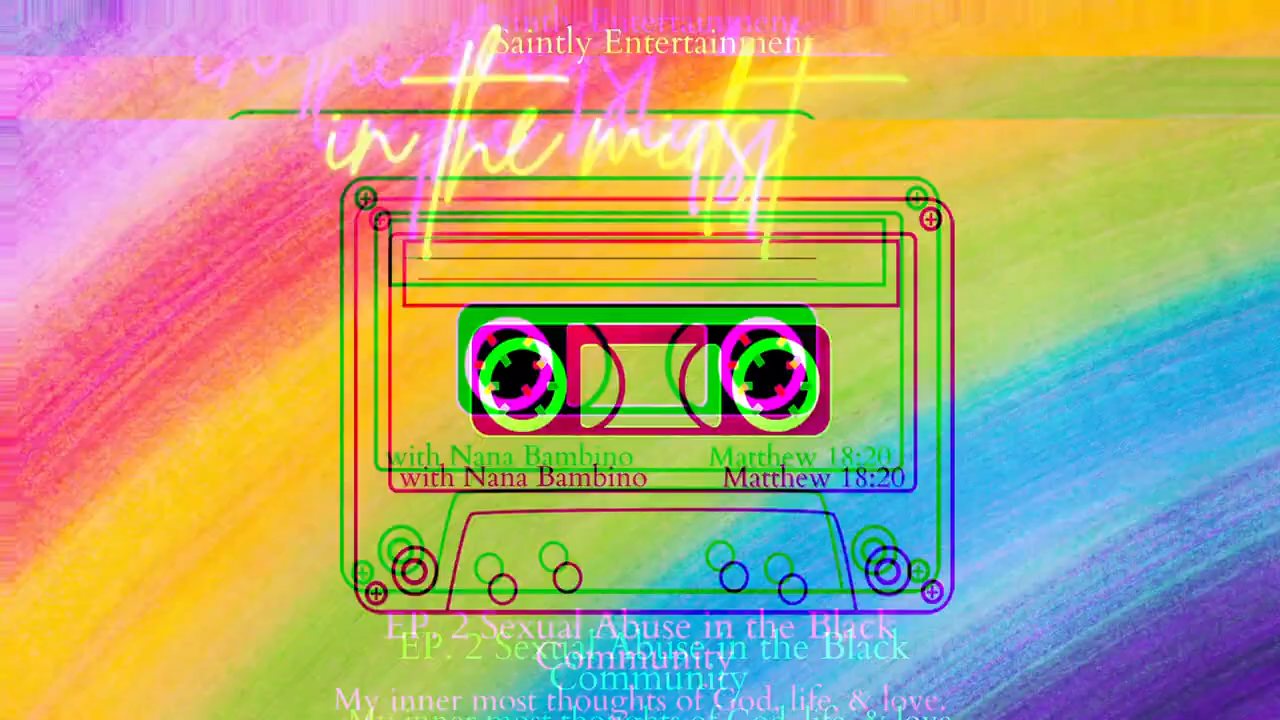 Saintly Entertainment
in the midst
with Nana Bambino Matthew 18:20
EP. 2 Sexual Abuse in the Black
Community
My inner most thoughts of God, life, & love.